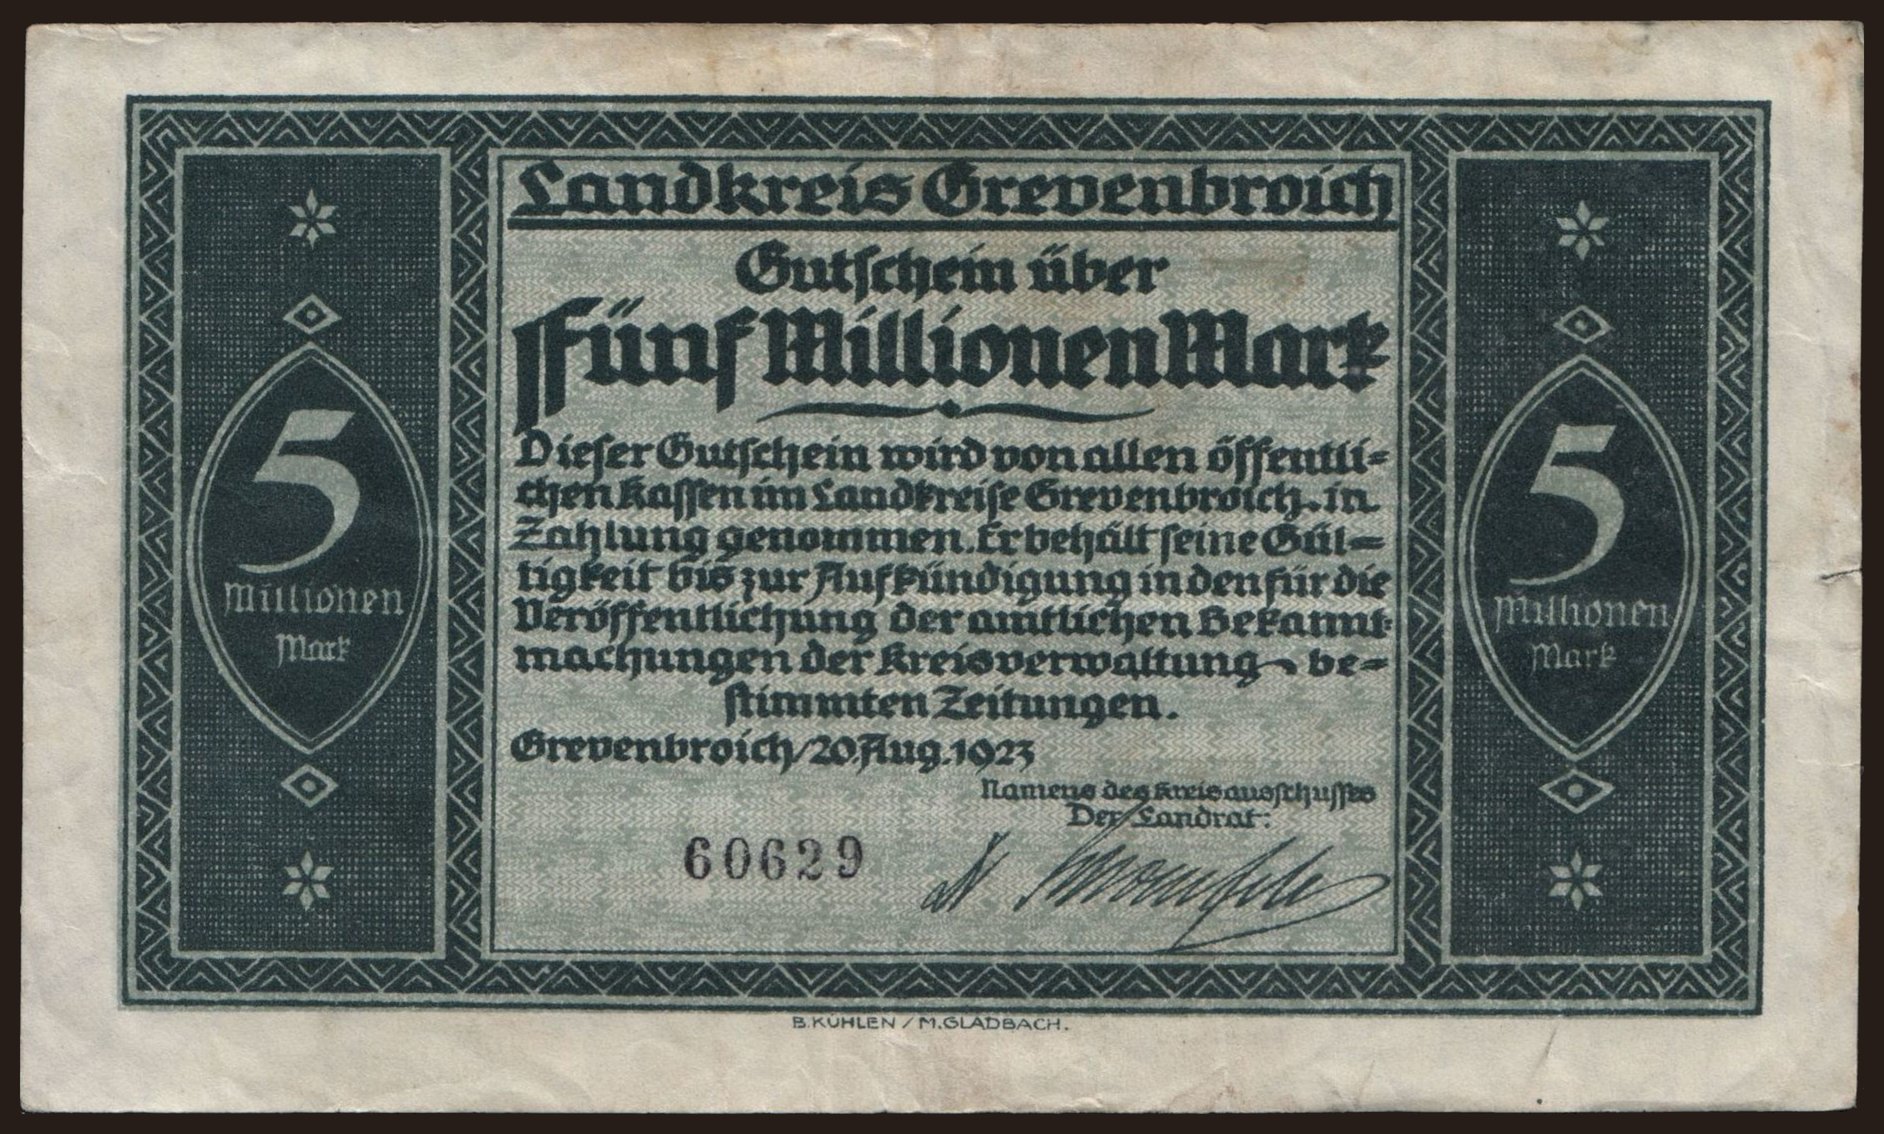 Landkreis Grevenbroich
Gutschein über
Fünf Millionen Mark
Dieser Gutschein wird von allen öffentli=
chen Kassen im Landkreise Grevenbroich in
Zahlung genommen. Er behält seine Gül=
tigkeit bis zur Aufkündigung in den für die
Veröffentlichung der amtlichen Bekannt=
machungen der Kreisverwaltung be=
stimmten Zeitungen.
Grevenbroich/20.Aug.1923
Namens des Kreisausschusses
Der Landrat:
60629
5
Millionen
Mark
5
Millionen
Mark
B.KÜHLEN / M.GLADBACH.